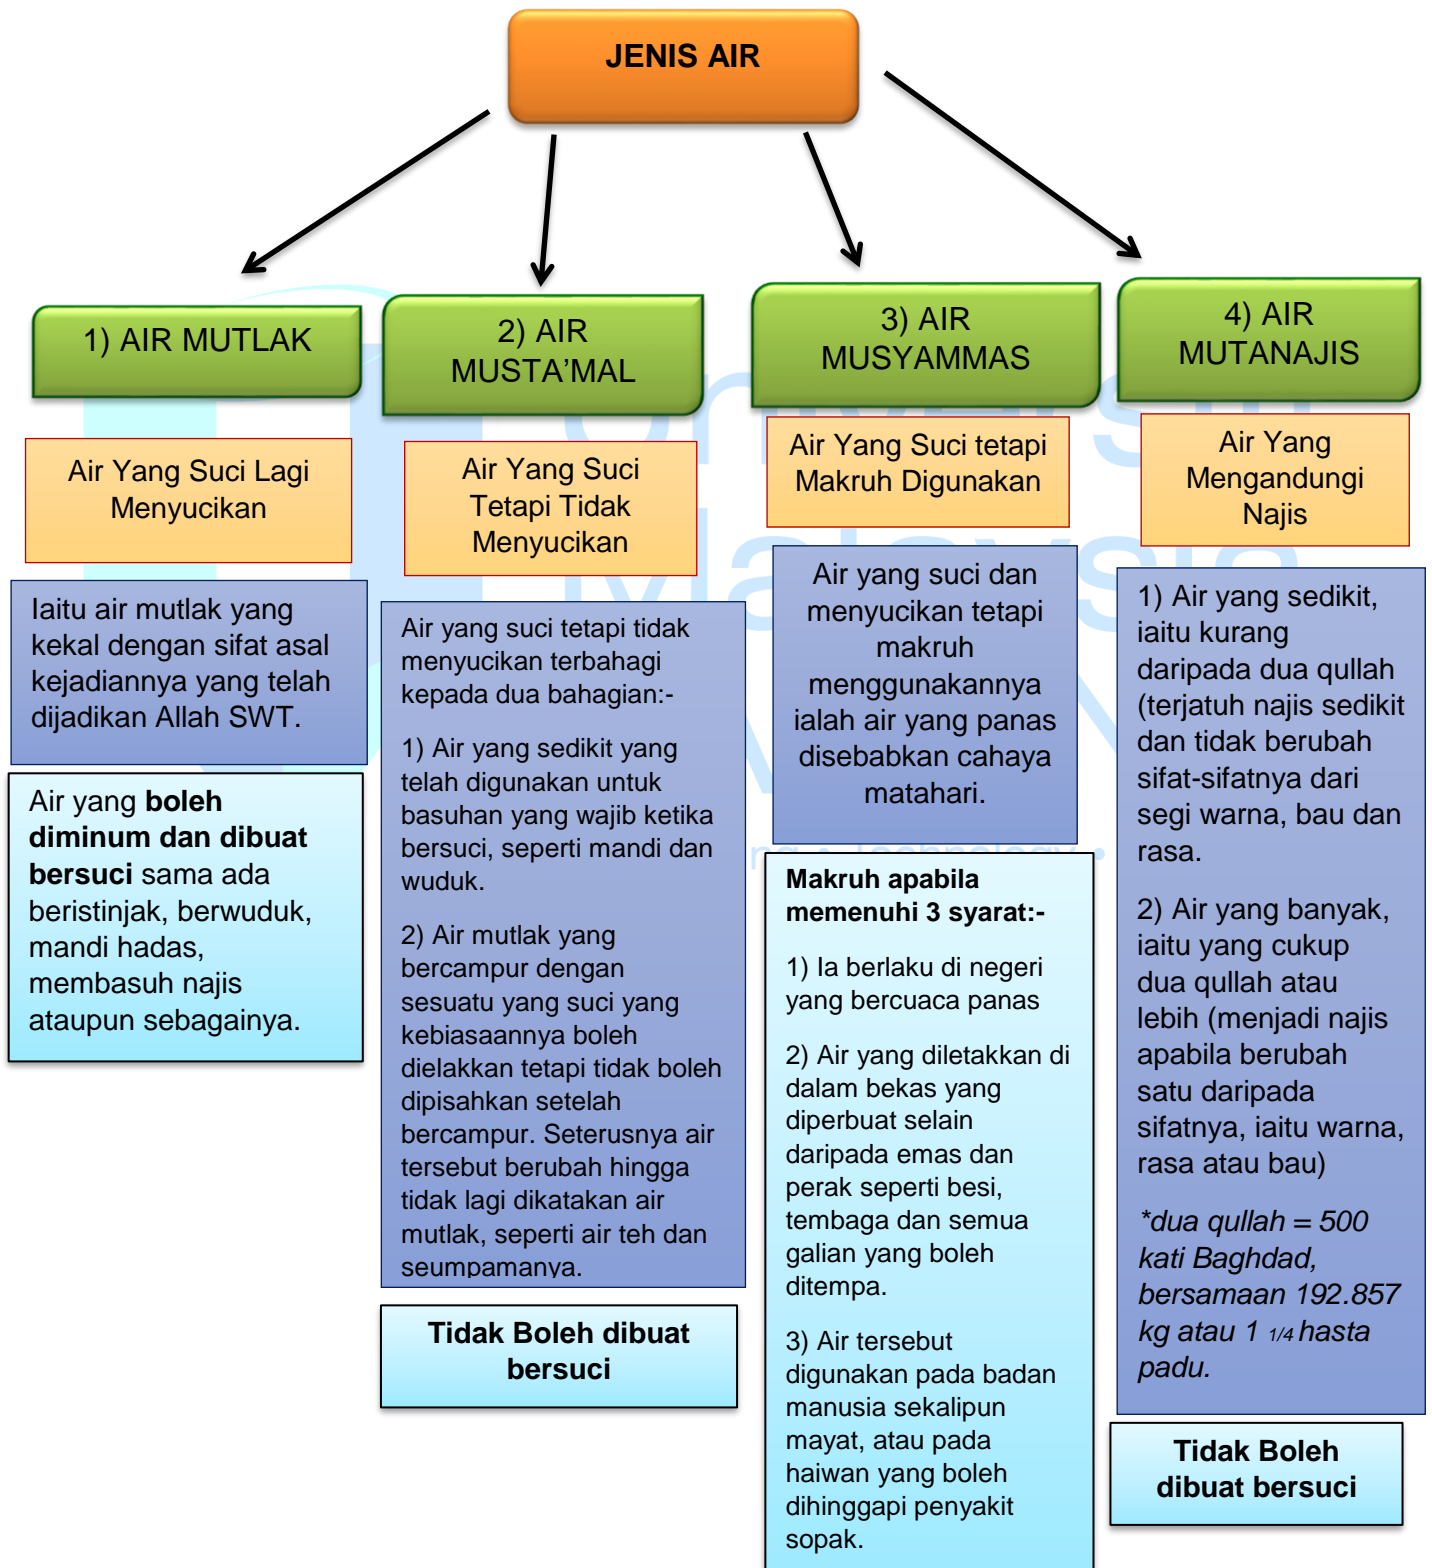 JENIS AIR
1) AIR MUTLAK
Air Yang Suci Lagi
Menyucikan
Iaitu air mutlak yang
kekal dengan sifat asal
kejadiannya yang telah
dijadikan Allah SWT.
Air yang boleh
diminum dan dibuat
bersuci sama ada
beristinjak, berwuduk,
mandi hadas,
membasuh najis
ataupun sebagainya.
2) AIR
MUSTA’MAL
Air Yang Suci
Tetapi Tidak
Menyucikan
Air yang suci tetapi tidak
menyucikan terbahagi
kepada dua bahagian:-
1) Air yang sedikit yang
telah digunakan untuk
basuhan yang wajib ketika
bersuci, seperti mandi dan
wuduk.
2) Air mutlak yang
bercampur dengan
sesuatu yang suci yang
kebiasaannya boleh
dielakkan tetapi tidak boleh
dipisahkan setelah
bercampur. Seterusnya air
tersebut berubah hingga
tidak lagi dikatakan air
mutlak, seperti air teh dan
seumpamanya.
Tidak Boleh dibuat
bersuci
3) AIR
MUSYAMMAS
Air Yang Suci tetapi
Makruh Digunakan
Air yang suci dan
menyucikan tetapi
makruh
menggunakannya
ialah air yang panas
disebabkan cahaya
matahari.
Makruh apabila
memenuhi 3 syarat:-
1) Ia berlaku di negeri
yang bercuaca panas
2) Air yang diletakkan di
dalam bekas yang
diperbuat selain
daripada emas dan
perak seperti besi,
tembaga dan semua
galian yang boleh
ditempa.
3) Air tersebut
digunakan pada badan
manusia sekalipun
mayat, atau pada
haiwan yang boleh
dihinggapi penyakit
sopak.
4) AIR
MUTANAJIS
Air Yang
Mengandungi
Najis
1) Air yang sedikit,
iaitu kurang
daripada dua qullah
(terjatuh najis sedikit
dan tidak berubah
sifat-sifatnya dari
segi warna, bau dan
rasa.
2) Air yang banyak,
iaitu yang cukup
dua qullah atau
lebih (menjadi najis
apabila berubah
satu daripada
sifatnya, iaitu warna,
rasa atau bau)
*dua qullah = 500
kati Baghdad,
bersamaan 192.857
kg atau 1 1/4 hasta
padu.
Tidak Boleh
dibuat bersuci